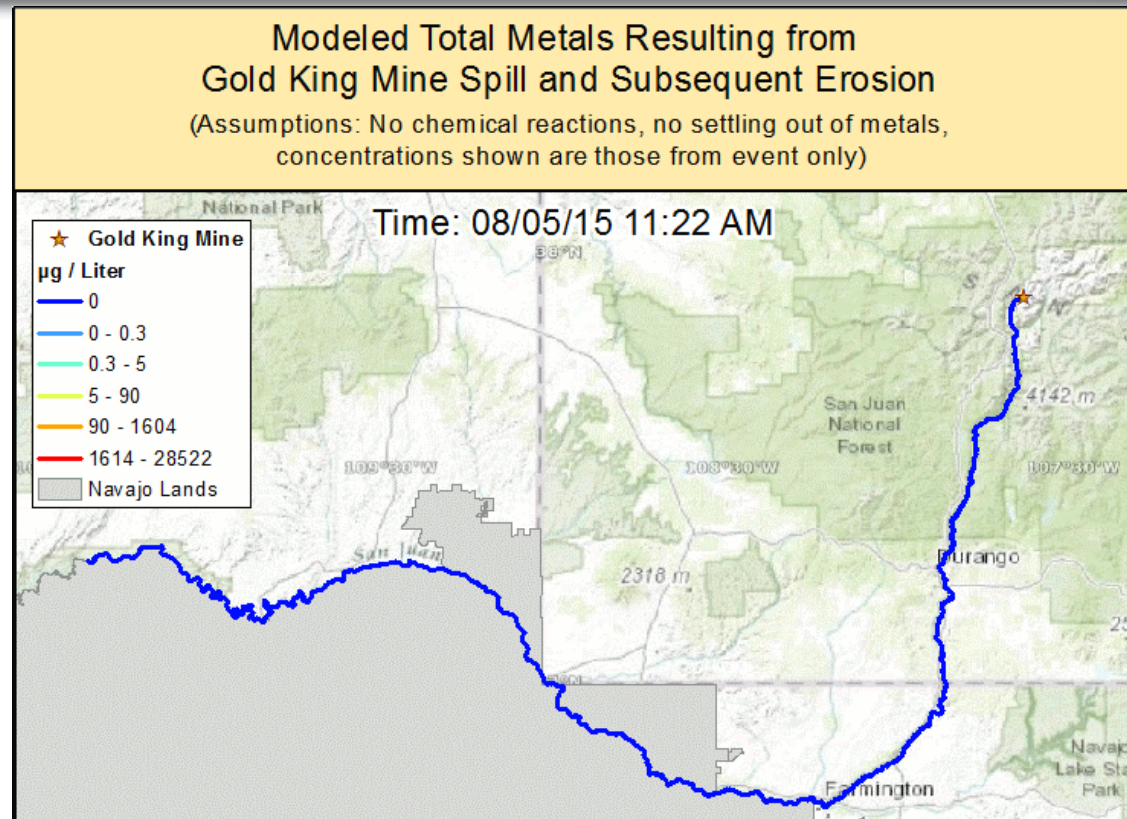 Modeled Total Metals Resulting from
Gold King Mine Spill and Subsequent Erosion
(Assumptions: No chemical reactions, no settling out of metals,
concentrations shown are those from event only)
National Park
Time: 08/05/15 11:22 AM
38°N
Gold King Mine
µg / Liter
0
0 - 0.3
0.3 - 5
5 - 90
90 - 1604
1614 - 28522
Navajo Lands
S
N
4142 m
San Juan
National
Forest
109°30'W
108°30'W
107°30'W
San Juan
Durango
2318 m
Navajo
Lake Sta
Park
Farmington